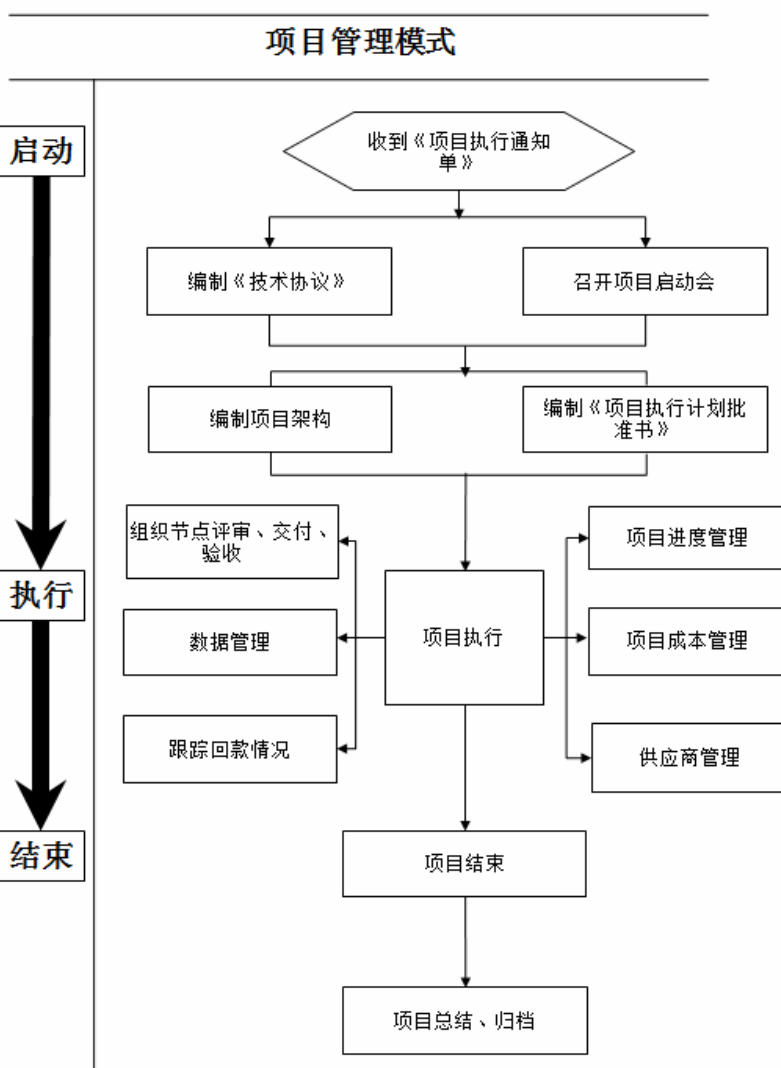 项目管理模式
启动
收到《项目执行通知
单》
编制《技术协议》
召开项目启动会
编制项目架构
编制《项目执行计划批
准书》
组织节点评审、交付、
验收
项目进度管理
执行
数据管理
项目执行
项目成本管理
跟踪回款情况
供应商管理
结束
项目结束
项目总结、归档